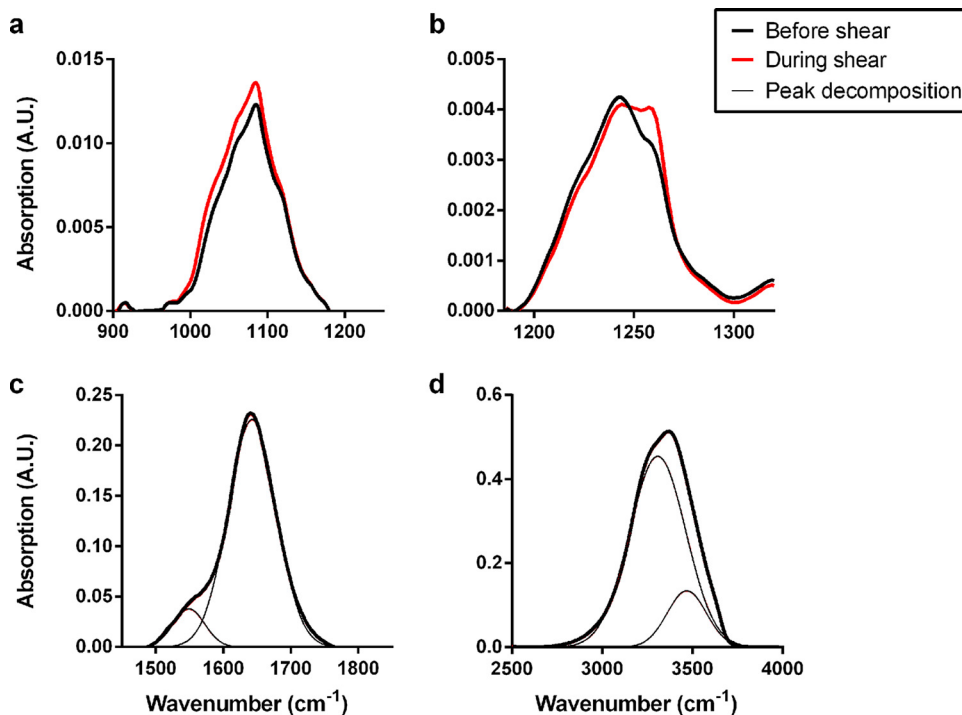 a
b
Before shear
During shear
Peak decomposition
Absorption (A.U.)
0.015
0.010
0.005
0.000
900 1000 1100 1200
0.005
0.004
0.003
0.002
0.001
0.000
1200 1250 1300
c
d
Absorption (A.U.)
0.25
0.20
0.15
0.10
0.05
0.00
1500 1600 1700 1800
Wavenumber (cm⁻¹)
0.6
0.4
0.2
0.0
2500 3000 3500 4000
Wavenumber (cm⁻¹)